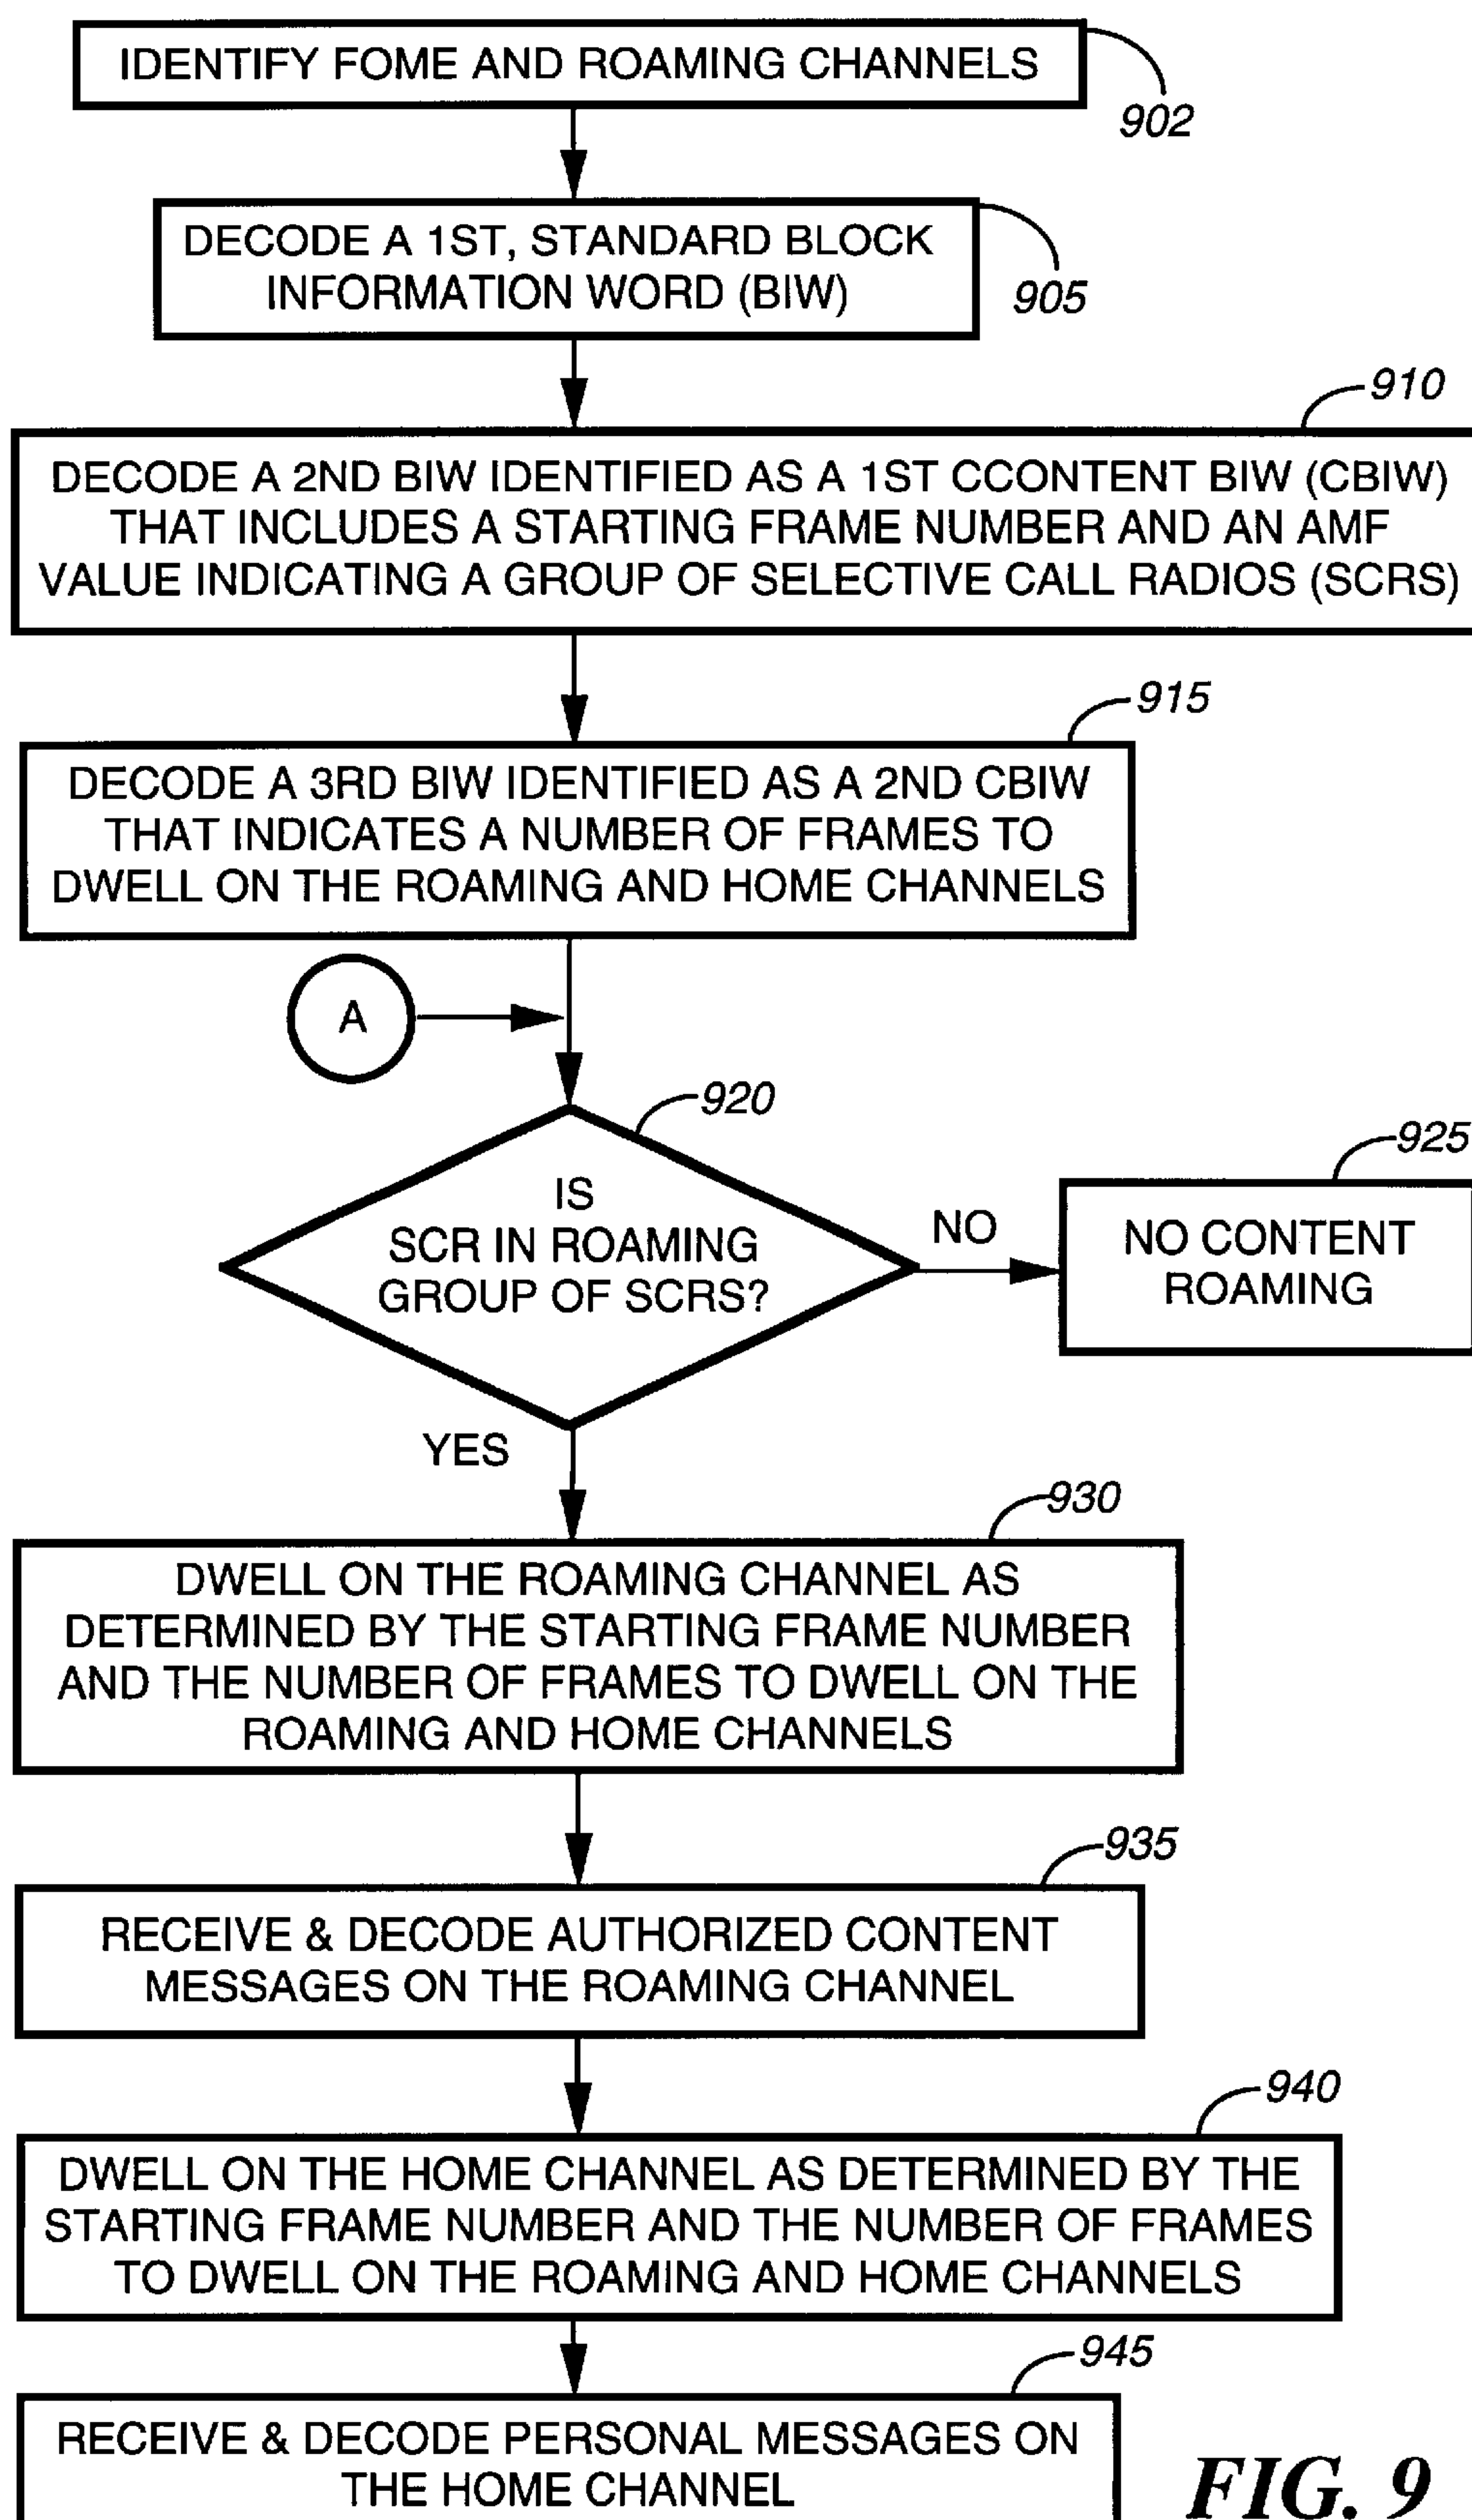 IDENTIFY FOME AND ROAMING CHANNELS
902
DECODE A 1ST, STANDARD BLOCK
INFORMATION WORD (BIW)
905
910
DECODE A 2ND BIW IDENTIFIED AS A 1ST CCONTENT BIW (CBIW)
THAT INCLUDES A STARTING FRAME NUMBER AND AN AMF
VALUE INDICATING A GROUP OF SELECTIVE CALL RADIOS (SCRS)
915
DECODE A 3RD BIW IDENTIFIED AS A 2ND CBIW
THAT INDICATES A NUMBER OF FRAMES TO
DWELL ON THE ROAMING AND HOME CHANNELS
A
920
IS
SCR IN ROAMING
GROUP OF SCRS?
NO
925
NO CONTENT
ROAMING
YES
930
DWELL ON THE ROAMING CHANNEL AS
DETERMINED BY THE STARTING FRAME NUMBER
AND THE NUMBER OF FRAMES TO DWELL ON THE
ROAMING AND HOME CHANNELS
935
RECEIVE & DECODE AUTHORIZED CONTENT
MESSAGES ON THE ROAMING CHANNEL
940
DWELL ON THE HOME CHANNEL AS DETERMINED BY THE
STARTING FRAME NUMBER AND THE NUMBER OF FRAMES
TO DWELL ON THE ROAMING AND HOME CHANNELS
945
RECEIVE & DECODE PERSONAL MESSAGES ON
THE HOME CHANNEL
FIG. 9